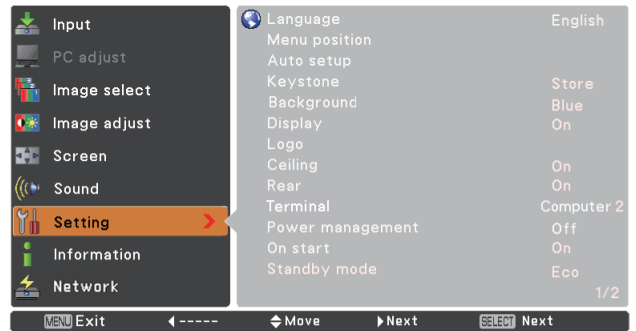 Input
PC adjust
Image select
Image adjust
Screen
Sound
Setting
Information
Network
Language English
Menu position
Auto setup
Keystone Store
Background Blue
Display On
Logo
Ceiling On
Rear On
Terminal Computer 2
Power management Off
On start On
Standby mode Eco
1/2
MENU Exit ----- Move Next SELECT Next